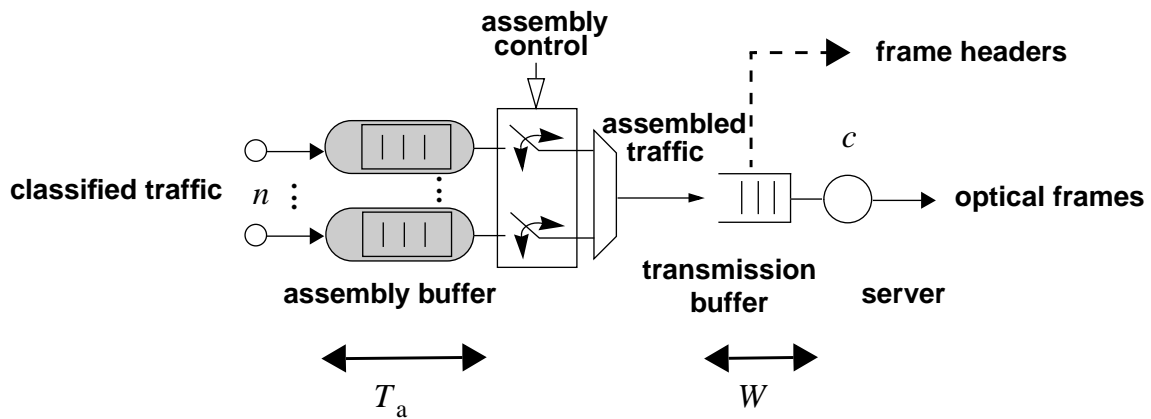 assembly
control
frame headers
assembled
traffic
c
classified traffic
n
optical frames
assembly buffer
transmission
buffer
server
T a
W